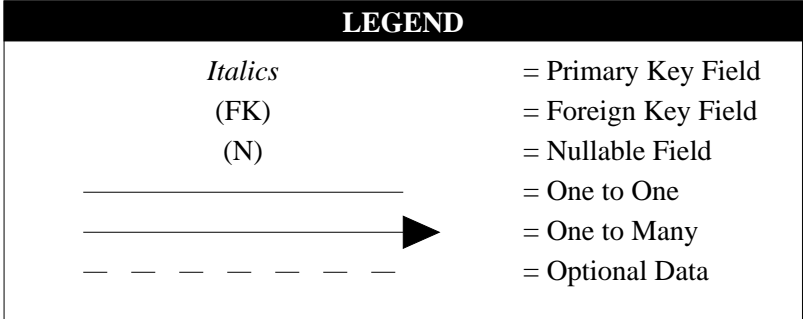 LEGEND
Italics = Primary Key Field
(FK) = Foreign Key Field
(N) = Nullable Field
= One to One
= One to Many
= Optional Data